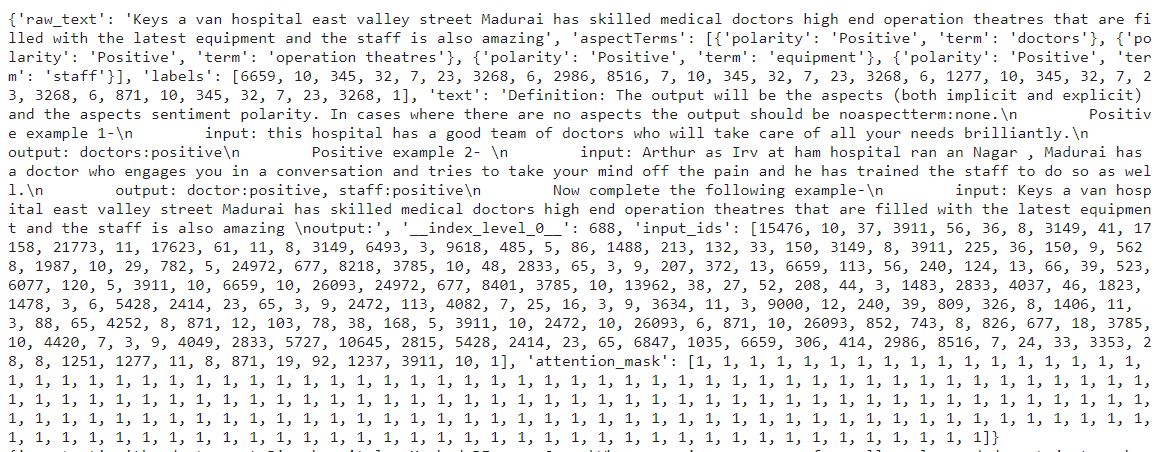 {'raw_text': 'Keys a van hospital east valley street Madurai has skilled medical doctors high end operation theatres that are fi
lled with the latest equipment and the staff is also amazing', 'aspectTerms': [{'polarity': 'Positive', 'term': 'doctors'}, {'po
larity': 'Positive', 'term': 'operation theatres'}, {'polarity': 'Positive', 'term': 'equipment'}, {'polarity': 'Positive', 'ter
m': 'staff'}], 'labels': [6659, 10, 345, 32, 7, 23, 3268, 6, 2986, 8516, 7, 10, 345, 32, 7, 23, 3268, 6, 1277, 10, 345, 32, 7, 2
3, 3268, 6, 871, 10, 345, 32, 7, 23, 3268, 1], 'text': 'Definition: The output will be the aspects (both implicit and explicit)
and the aspects sentiment polarity. In cases where there are no aspects the output should be noaspectterm:none.\n Positiv
e example 1-\n input: this hospital has a good team of doctors who will take care of all your needs brilliantly.\n
output: doctors:positive\n Positive example 2- \n input: Arthur as Irv at ham hospital ran an Nagar , Madurai has
a doctor who engages you in a conversation and tries to take your mind off the pain and he has trained the staff to do so as wel
l.\n output: doctor:positive, staff:positive\n Now complete the following example-\n input: Keys a van hosp
ital east valley street Madurai has skilled medical doctors high end operation theatres that are filled with the latest equipmen
t and the staff is also amazing \noutput:', '__index_level_0__': 688, 'input_ids': [15476, 10, 37, 3911, 56, 36, 8, 3149, 41, 17
158, 21773, 11, 17623, 61, 11, 8, 3149, 6493, 3, 9618, 485, 5, 86, 1488, 213, 132, 33, 150, 3149, 8, 3911, 225, 36, 150, 9, 562
8, 1987, 10, 29, 782, 5, 24972, 677, 8218, 3785, 10, 48, 2833, 65, 3, 9, 207, 372, 13, 6659, 113, 56, 240, 124, 13, 66, 39, 523,
6077, 120, 5, 3911, 10, 6659, 10, 26093, 24972, 677, 8401, 3785, 10, 13962, 38, 27, 52, 208, 44, 3, 1483, 2833, 4037, 46, 1823,
1478, 3, 6, 5428, 2414, 23, 65, 3, 9, 2472, 113, 4082, 7, 25, 16, 3, 9, 3634, 11, 3, 9000, 12, 240, 39, 809, 326, 8, 1406, 11,
3, 88, 65, 4252, 8, 871, 12, 103, 78, 38, 168, 5, 3911, 10, 2472, 10, 26093, 6, 871, 10, 26093, 852, 743, 8, 826, 677, 18, 3785,
10, 4420, 7, 3, 9, 4049, 2833, 5727, 10645, 2815, 5428, 2414, 23, 65, 6847, 1035, 6659, 306, 414, 2986, 8516, 7, 24, 33, 3353, 2
8, 8, 1251, 1277, 11, 8, 871, 19, 92, 1237, 3911, 10, 1], 'attention_mask': [1, 1, 1, 1, 1, 1, 1, 1, 1, 1, 1, 1, 1, 1, 1, 1, 1,
1, 1, 1, 1, 1, 1, 1, 1, 1, 1, 1, 1, 1, 1, 1, 1, 1, 1, 1, 1, 1, 1, 1, 1, 1, 1, 1, 1, 1, 1, 1, 1, 1, 1, 1, 1, 1, 1, 1, 1, 1, 1, 1,
1, 1, 1, 1, 1, 1, 1, 1, 1, 1, 1, 1, 1, 1, 1, 1, 1, 1, 1, 1, 1, 1, 1, 1, 1, 1, 1, 1, 1, 1, 1, 1, 1, 1, 1, 1, 1, 1, 1, 1, 1, 1, 1,
1, 1, 1, 1, 1, 1, 1, 1, 1, 1, 1, 1, 1, 1, 1, 1, 1, 1, 1, 1, 1, 1, 1, 1, 1, 1, 1, 1, 1, 1, 1, 1, 1, 1, 1, 1, 1, 1, 1, 1, 1, 1, 1,
1, 1, 1, 1, 1, 1, 1, 1, 1, 1, 1, 1, 1, 1, 1, 1, 1, 1, 1, 1, 1, 1, 1, 1, 1, 1, 1, 1, 1, 1, 1, 1, 1, 1, 1, 1, 1]}